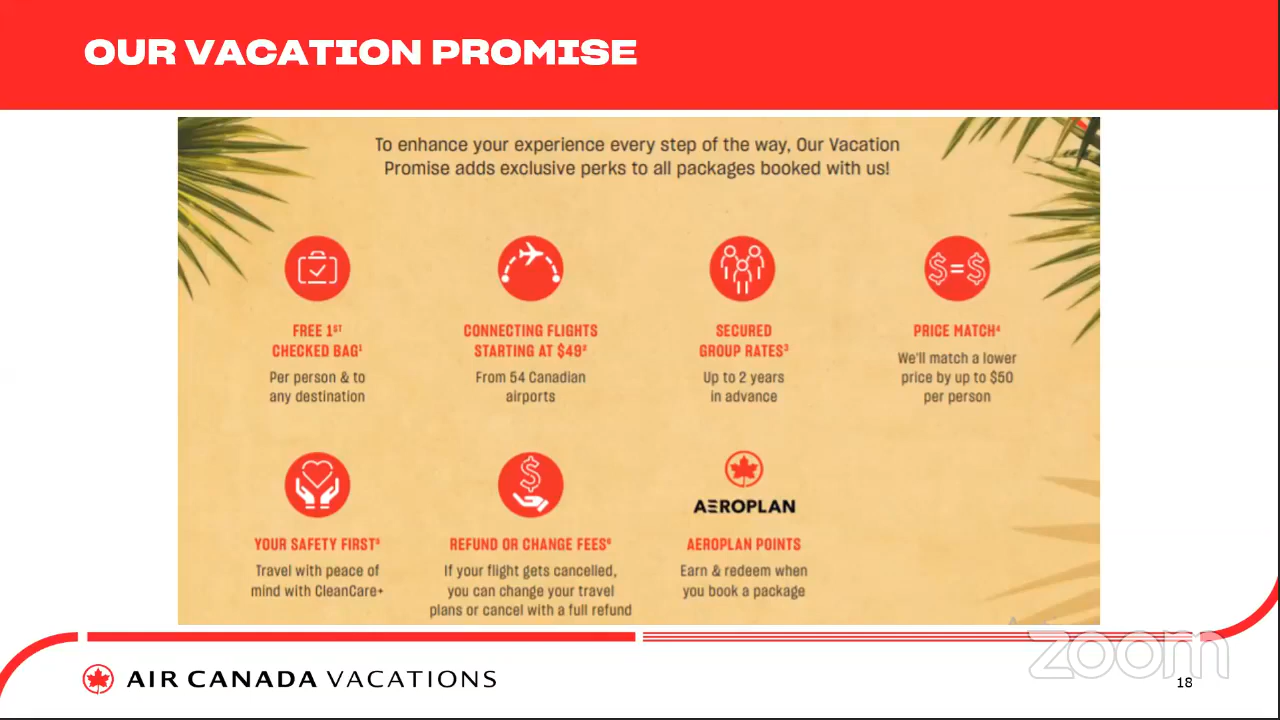 OUR VACATION PROMISE
To enhance your experience every step of the way, Our Vacation
Promise adds exclusive perks to all packages booked with us!
FREE 1ST
CHECKED BAG¹
Per person & to
any destination
CONNECTING FLIGHTS
STARTING AT $49²
From 54 Canadian
airports
SECURED
GROUP RATES³
Up to 2 years
in advance
$=$
PRICE MATCH⁴
We'll match a lower
price by up to $50
per person
YOUR SAFETY FIRST⁵
Travel with peace of
mind with CleanCare+
$
REFUND OR CHANGE FEES⁶
If your flight gets cancelled,
you can change your travel
plans or cancel with a full refund
AEROPLAN
AEROPLAN POINTS
Earn & redeem when
you book a package
AIR CANADA VACATIONS
zoom
18